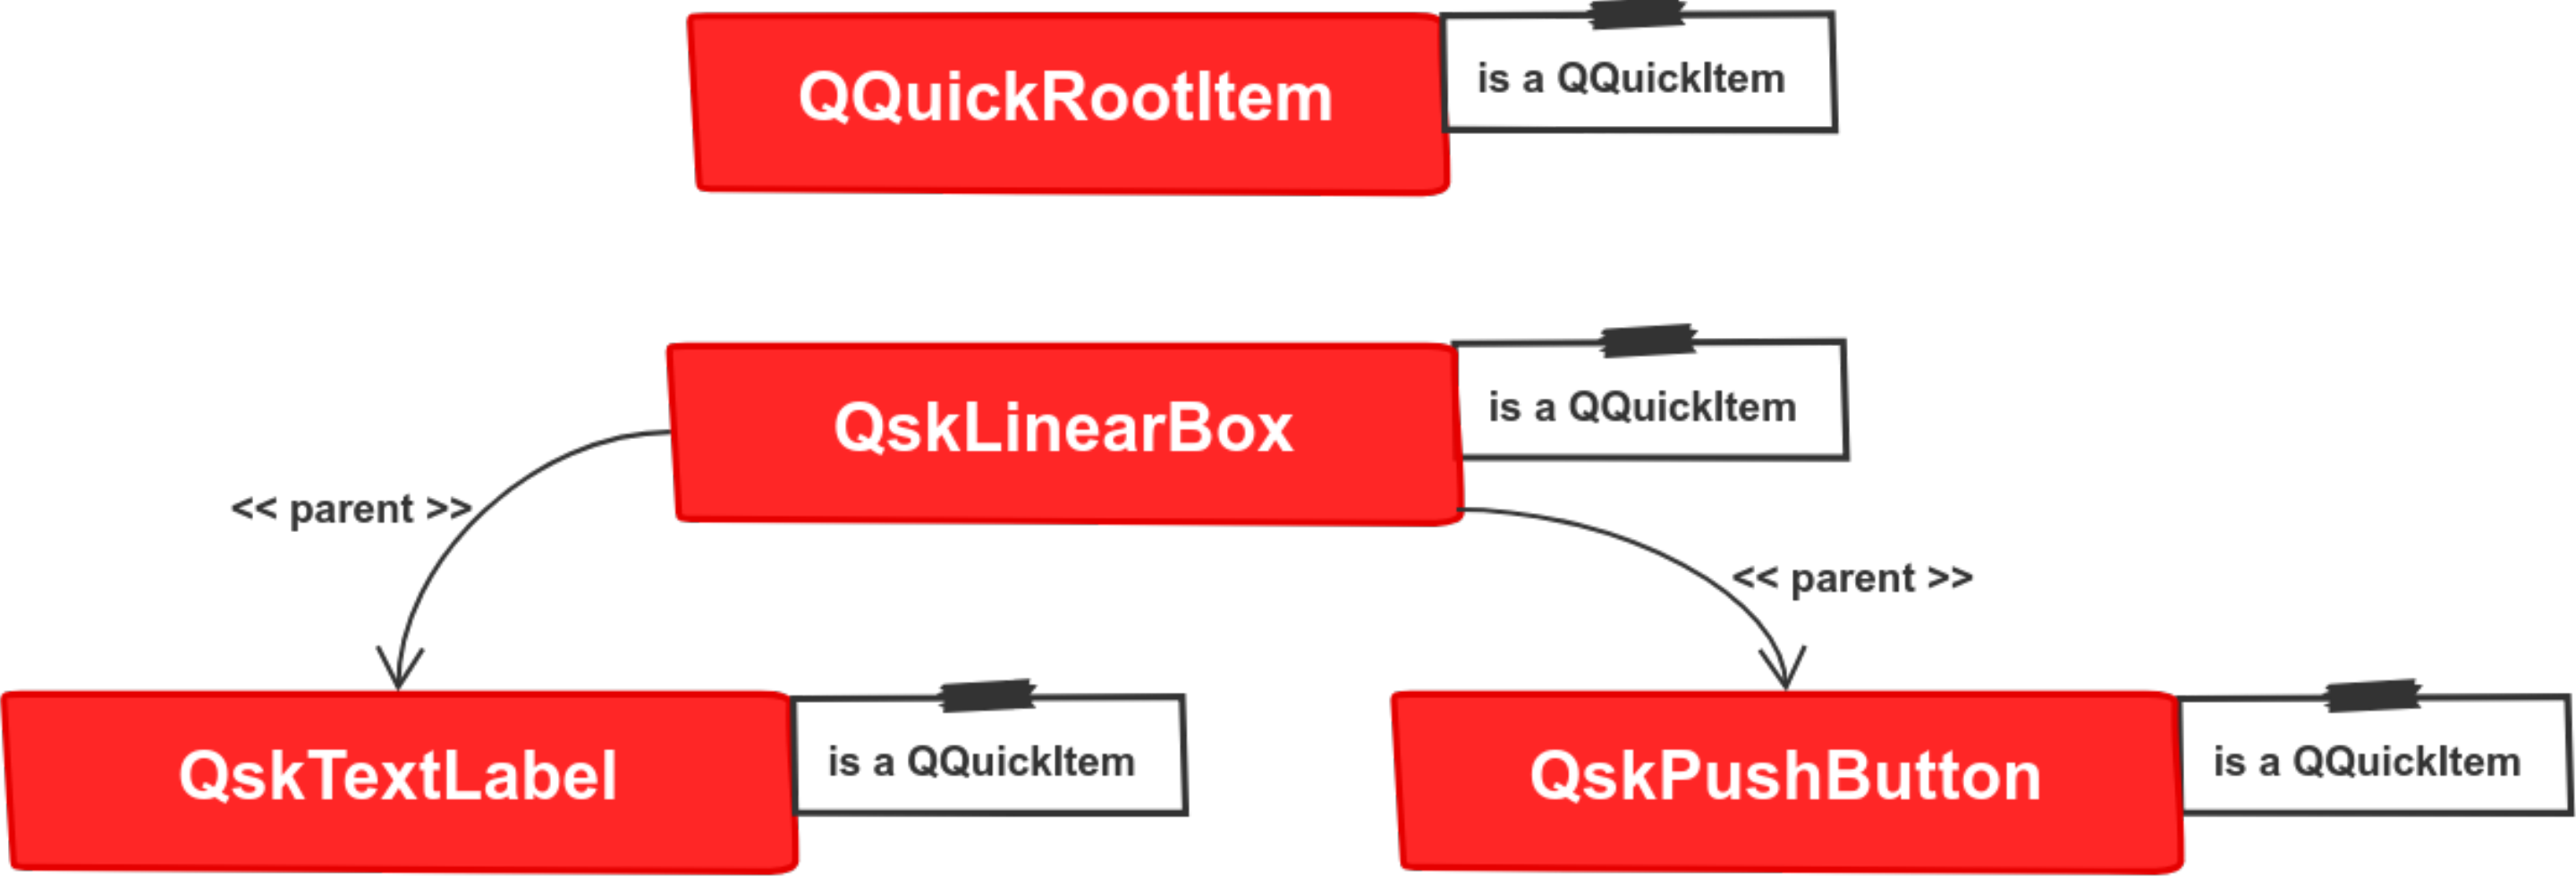 QQuickRootItem
is a QQuickItem
QskLinearBox
is a QQuickItem
<< parent >>
<< parent >>
QskTextLabel
is a QQuickItem
QskPushButton
is a QQuickItem